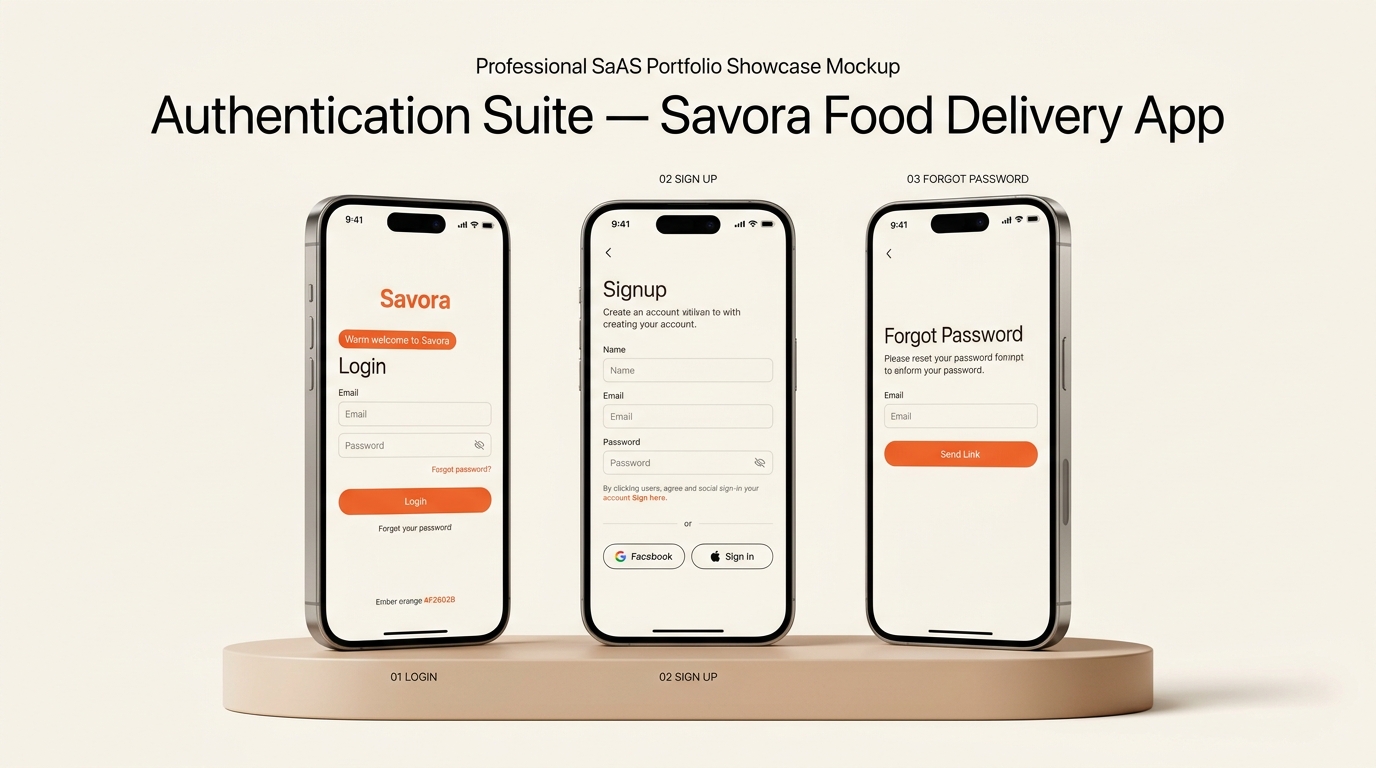 Professional SaAS Portfolio Showcase Mockup
Authentication Suite — Savora Food Delivery App
9:41
Savora
Warm welcome to Savora
Login
Email
Email
Password
Forgot password?
Login
Forget your password
Ember erange 4F2602B
01 LOGIN
02 SIGN UP
9:41
Signup
Create an account with to with
creating your account.
Name
Name
Email
Email
Password
Password
By clicking users, agree and social sign-in your
account Sign here.
or
Facsbook
Sign In
02 SIGN UP
03 FORGOT PASSWORD
9:41
Forgot Password
Please reset your password
to enform your password.
Email
Email
Send Link